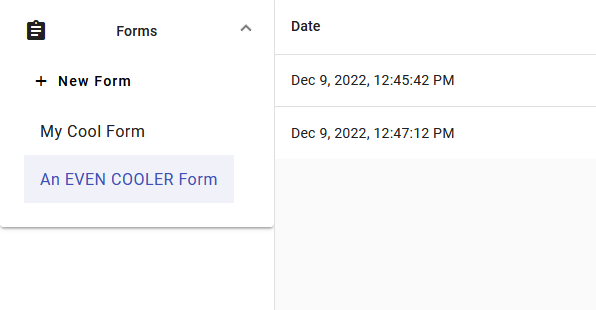 Forms
+ New Form
My Cool Form
An EVEN COOLER Form
Date
Dec 9, 2022, 12:45:42 PM
Dec 9, 2022, 12:47:12 PM